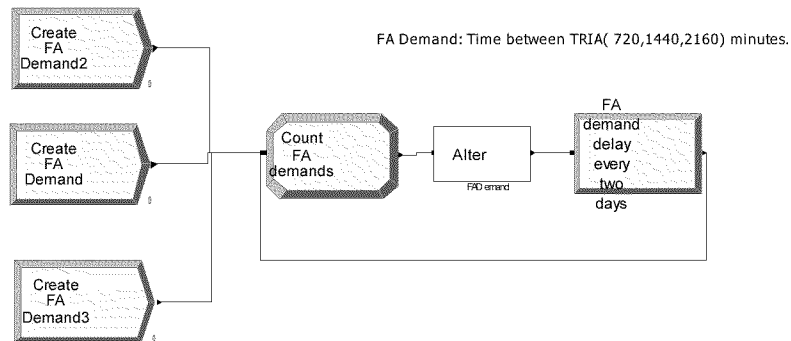 Create
FA
Demand2
FA Demand: Time between TRIA( 720,1440,2160) minutes.
Create
FA
Demand
Count
FA
demands
Alter
FADemand
FA
demand
delay
every
two
days
Create
FA
Demand3